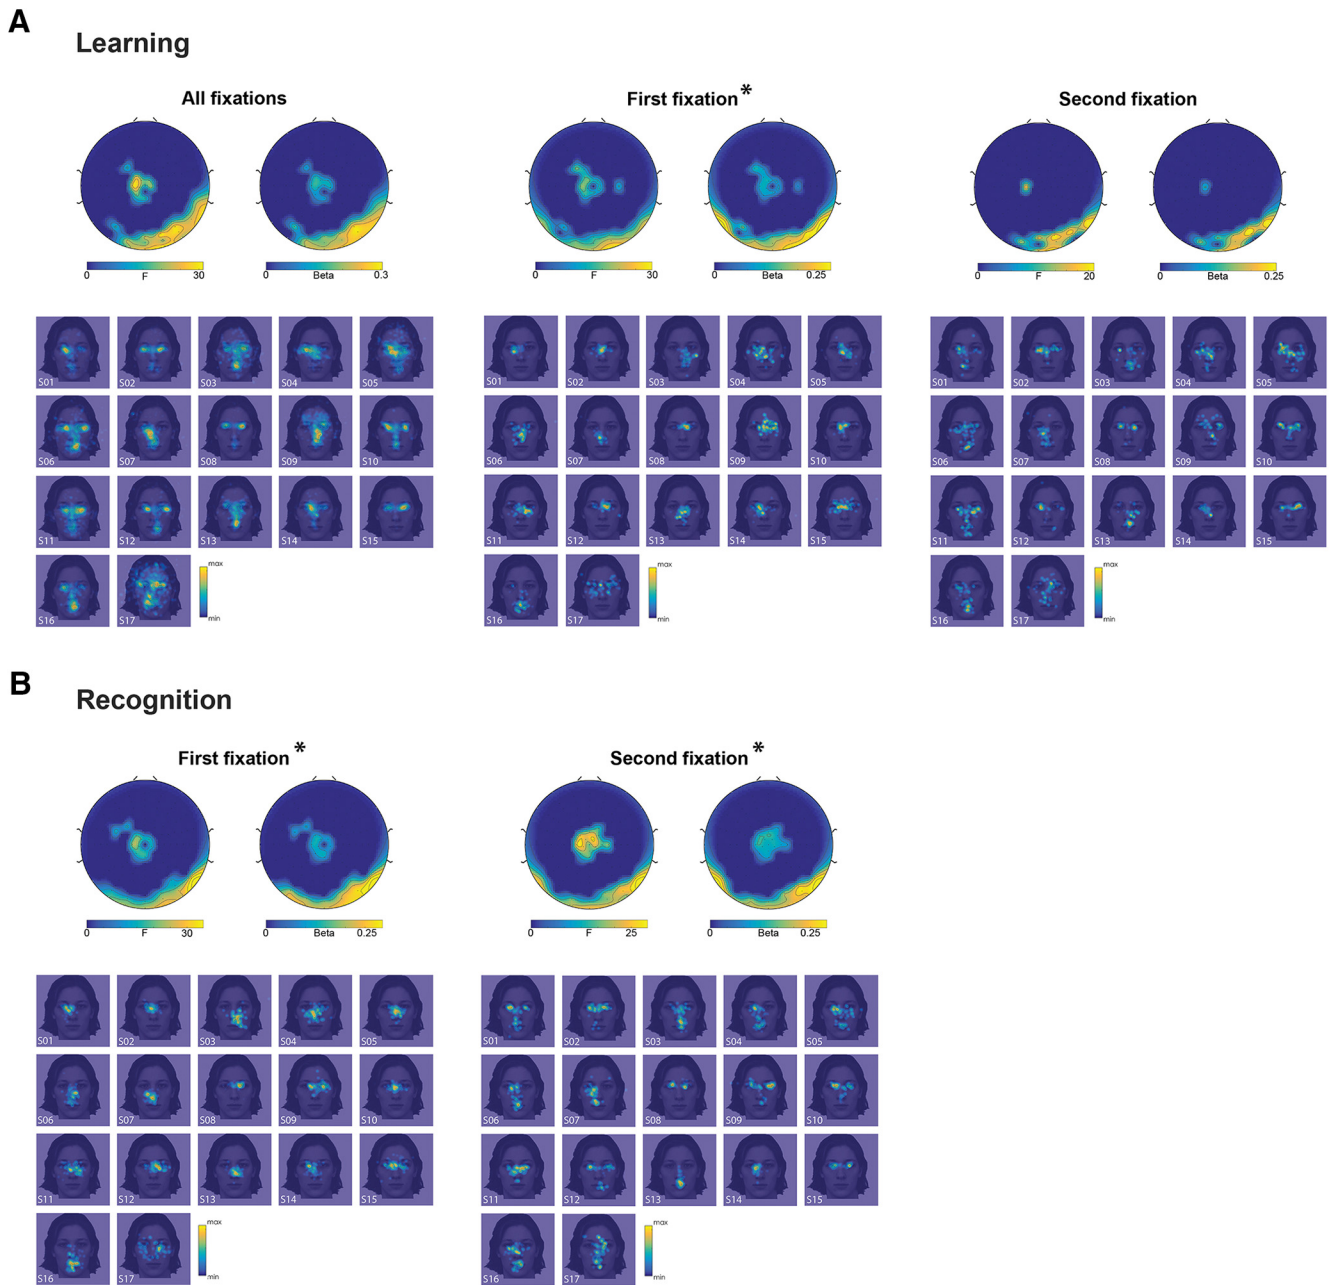 A
Learning
All fixations
First fixation*
Second fixation
0 F 30
0 Beta 0.3
0 F 30
0 Beta 0.25
0 F 20
0 Beta 0.25
S01 S02 S03 S04 S05
S01 S02 S03 S04 S05
S01 S02 S03 S04 S05
S06 S07 S08 S09 S10
S06 S07 S08 S09 S10
S06 S07 S08 S09 S10
S11 S12 S13 S14 S15
S11 S12 S13 S14 S15
S11 S12 S13 S14 S15
S16 S17
max
min
S16 S17
max
min
S16 S17
max
min
B
Recognition
First fixation *
Second fixation *
0 F 30
0 Beta 0.25
0 F 25
0 Beta 0.25
S01 S02 S03 S04 S05
S01 S02 S03 S04 S05
S06 S07 S08 S09 S10
S06 S07 S08 S09 S10
S11 S12 S13 S14 S15
S11 S12 S13 S14 S15
S16 S17
max
min
S16 S17
max
min